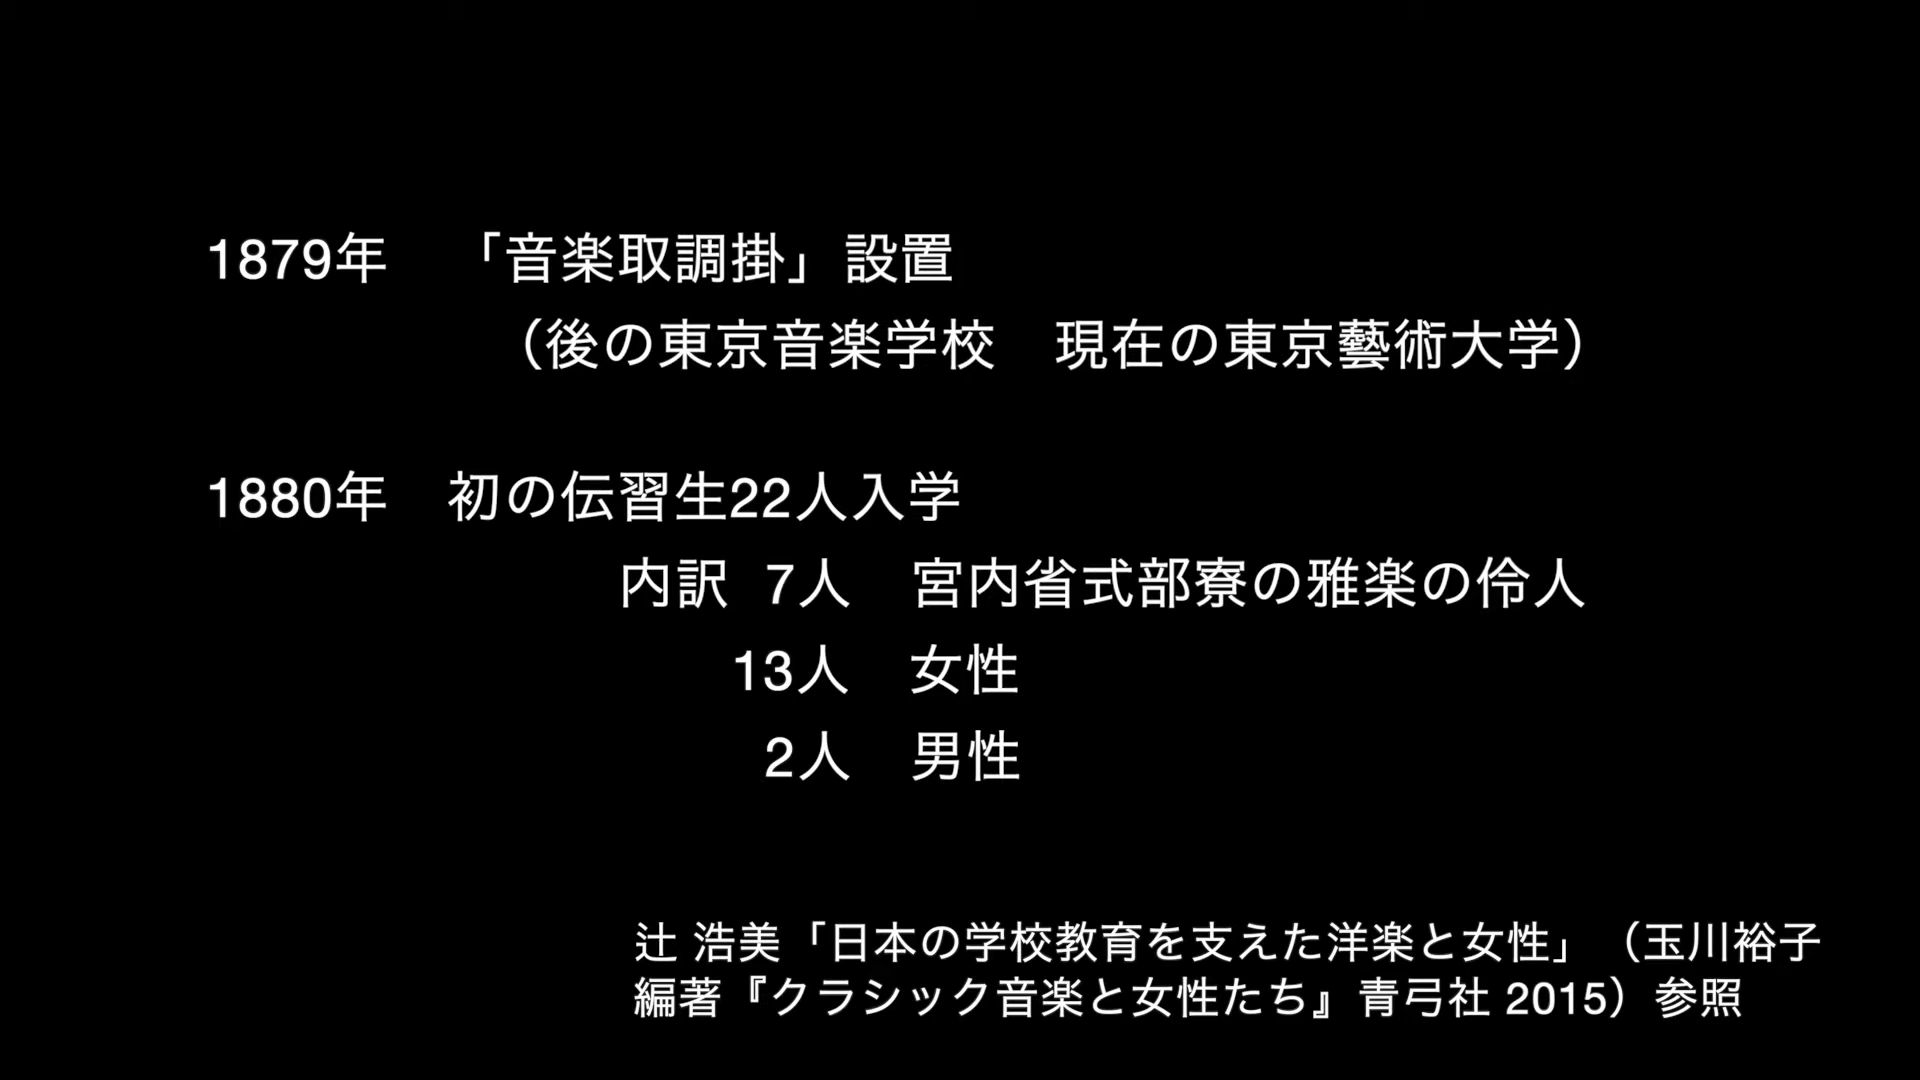 1879年　「音楽取調掛」設置
（後の東京音楽学校　現在の東京藝術大学）
1880年　初の伝習生22人入学
内訳 7人　宮内省式部寮の雅楽の伶人
13人　女性
2人　男性
辻 浩美「日本の学校教育を支えた洋楽と女性」（玉川裕子
編著『クラシック音楽と女性たち』青弓社 2015）参照